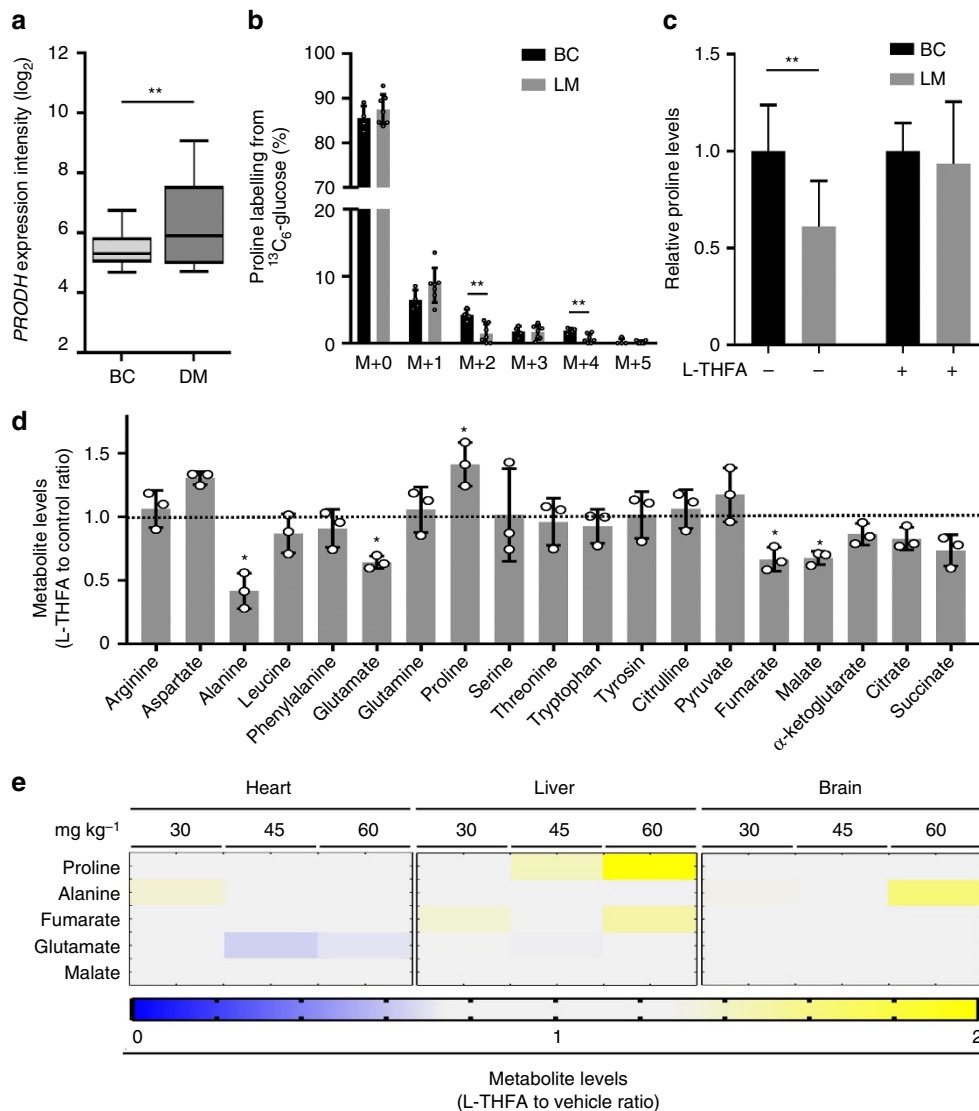 a
PRODH expression intensity (log2)
12
10
8
6
4
2
**
BC
DM
b
Proline labelling from
13C6-glucose (%)
100
90
80
70
20
10
0
BC
LM
**
**
M+0
M+1
M+2
M+3
M+4
M+5
c
Relative proline levels
1.5
1.0
0.5
0
BC
LM
**
L-THFA
–
–
+
+
d
Metabolite levels
(L-THFA to control ratio)
1.5
1.0
0.5
0
*
*
*
*
*
Arginine
Aspartate
Alanine
Leucine
Phenylalanine
Glutamate
Glutamine
Proline
Serine
Threonine
Tryptophan
Tyrosin
Citrulline
Pyruvate
Fumarate
Malate
α-ketoglutarate
Citrate
Succinate
e
Heart
Liver
Brain
mg kg–1
30
45
60
30
45
60
30
45
60
Proline
Alanine
Fumarate
Glutamate
Malate
0
1
2
Metabolite levels
(L-THFA to vehicle ratio)